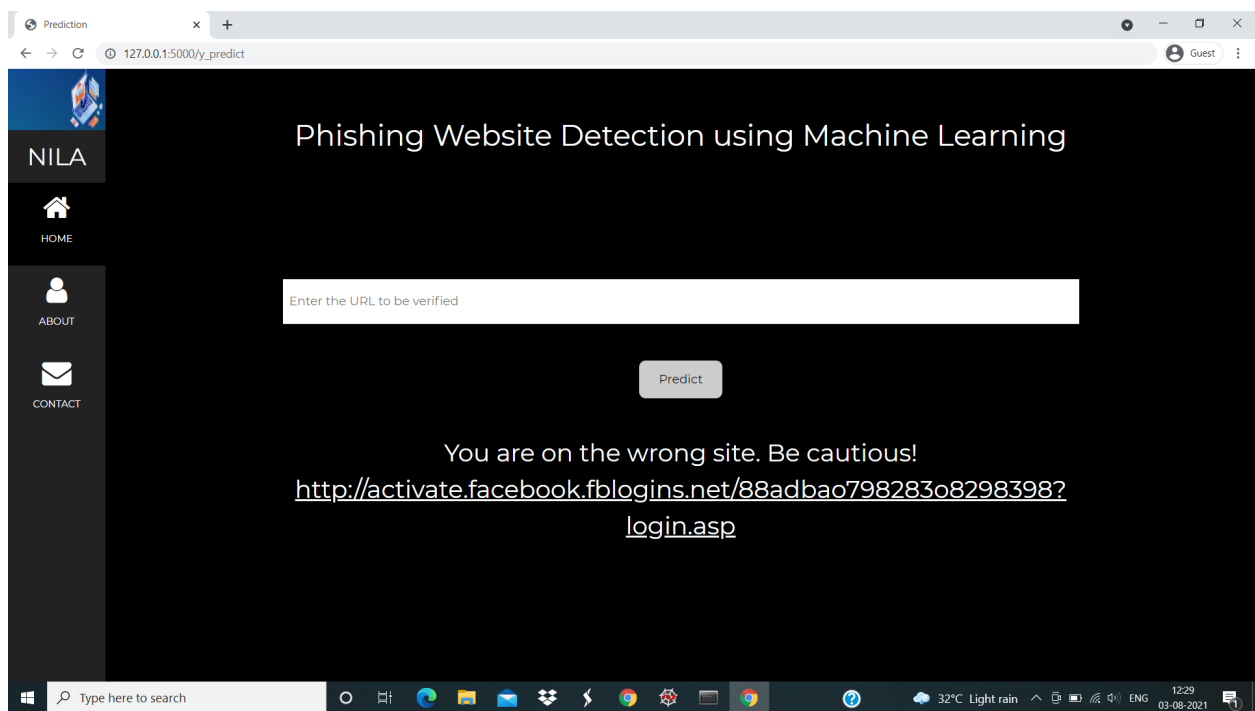 Prediction
127.0.0.1:5000/y_predict
Guest
NILA
HOME
ABOUT
CONTACT
Phishing Website Detection using Machine Learning
Enter the URL to be verified
Predict
You are on the wrong site. Be cautious!
http://activate.facebook.fblogins.net/88adbao798283o8298398?
login.asp
Type here to search
32°C Light rain
ENG
12:29
03-08-2021
1